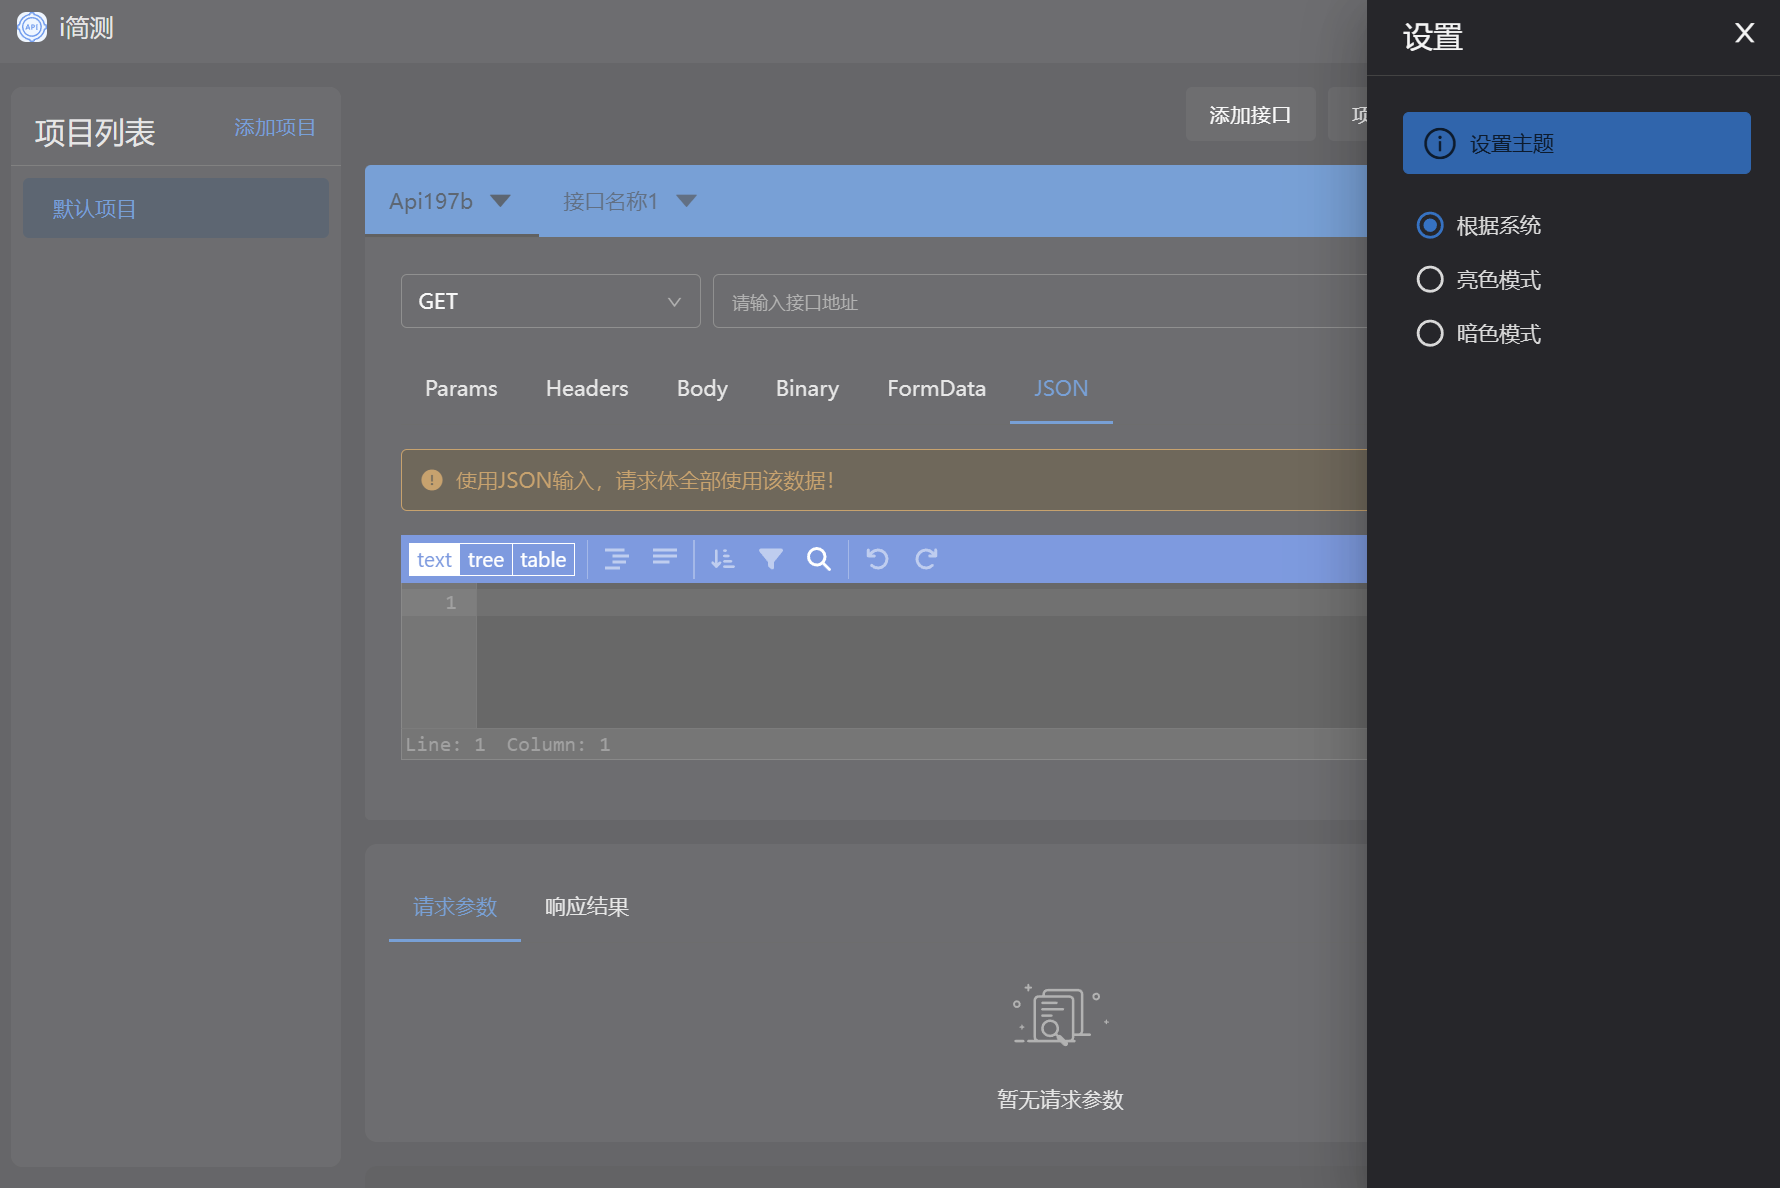 API i简测
项目列表 添加项目
默认项目
添加接口
Api197b 接口名称1
GET 请输入接口地址
Params Headers Body Binary FormData JSON
使用JSON输入，请求体全部使用该数据！
text tree table
1
Line: 1 Column: 1
请求参数 响应结果
暂无请求参数
设置 X
设置主题
根据系统
亮色模式
暗色模式